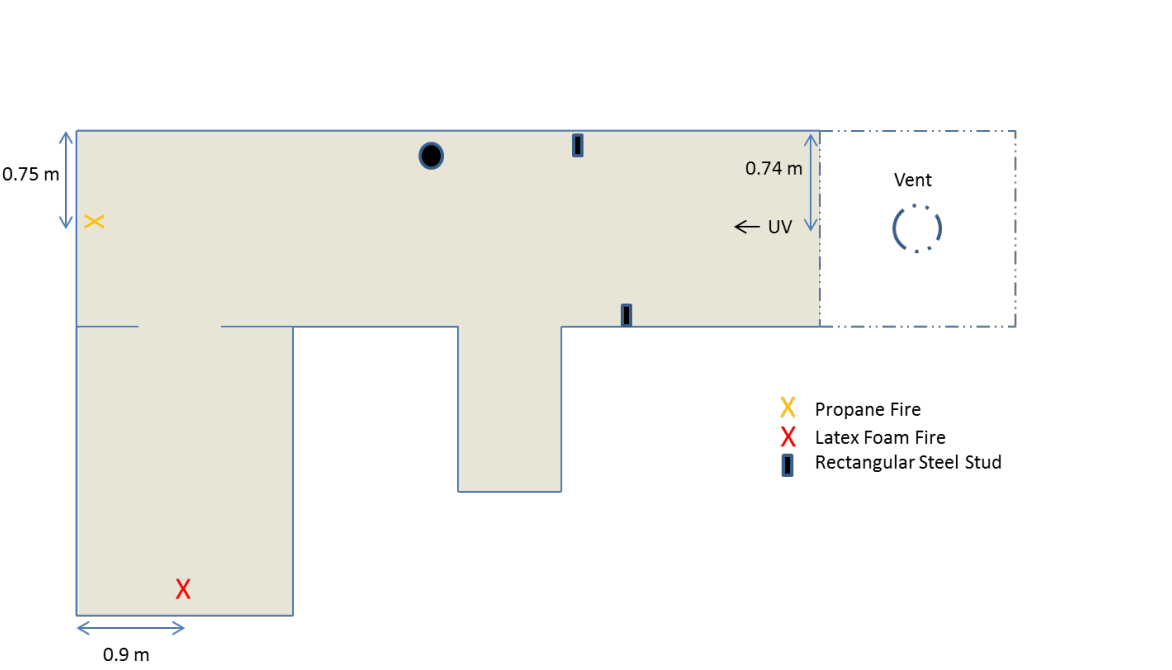 0.75 m
0.74 m
Vent
UV
X Propane Fire
X Latex Foam Fire
Rectangular Steel Stud
X
0.9 m